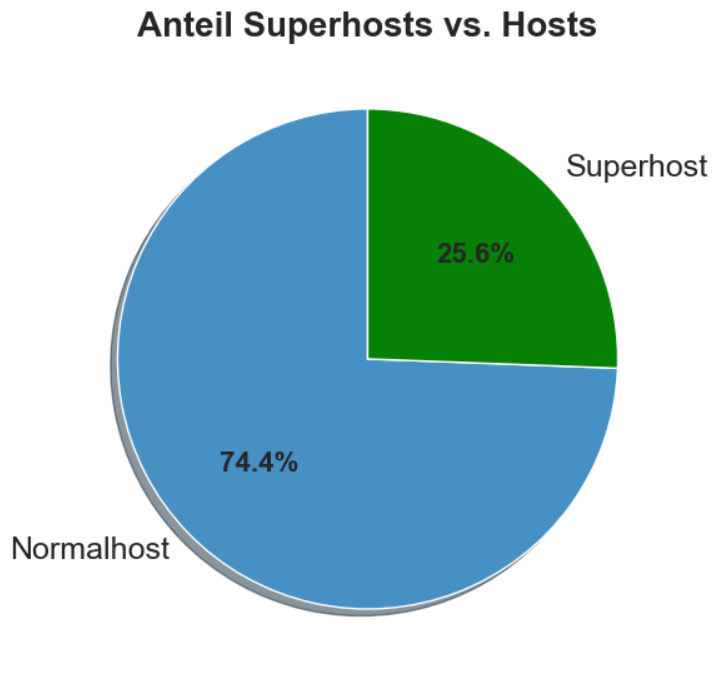 Anteil Superhosts vs. Hosts
Superhost
25.6%
74.4%
Normalhost